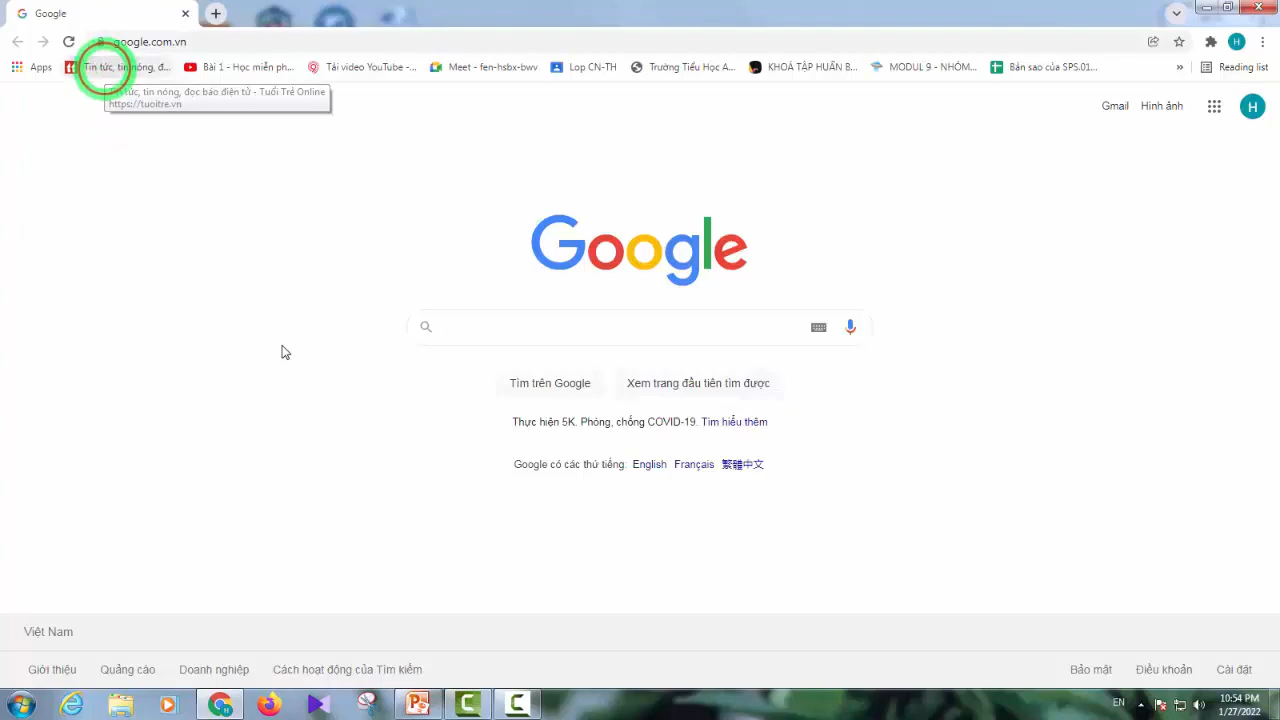 Google
google.com.vn
Apps Tin tức, tin nóng, đ... Bài 1 - Học miễn ph... Tải video YouTube -... Meet - fen-hsbx-bwv Lop CN-TH Trường Tiểu Học A... KHOÁ TẬP HUẤN B... MODUL 9 - NHÓM... Bản sao của SPS.01... » Reading list
Tin tức, tin nóng, đọc báo điện tử - Tuổi Trẻ Online
https://tuoitre.vn
Gmail Hình ảnh H
Google
Tìm trên Google Xem trang đầu tiên tìm được
Thực hiện 5K. Phòng, chống COVID-19. Tìm hiểu thêm
Google có các thứ tiếng: English Français 繁體中文
Việt Nam
Giới thiệu Quảng cáo Doanh nghiệp Cách hoạt động của Tìm kiếm Bảo mật Điều khoản Cài đặt
EN 10:54 PM
1/27/2022